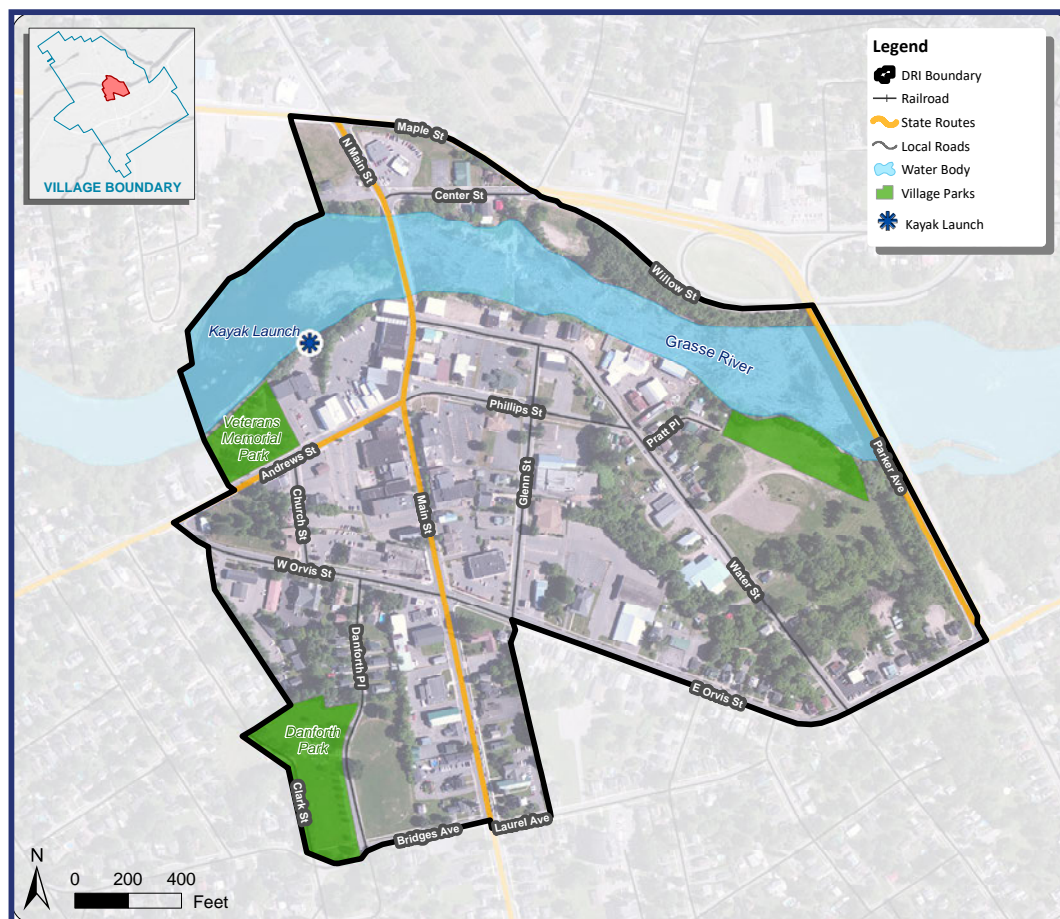 VILLAGE BOUNDARY
Legend
DRI Boundary
Railroad
State Routes
Local Roads
Water Body
Village Parks
Kayak Launch
Maple St
N Main St
Center St
Willow St
Kayak Launch
Grasse River
Phillips St
Pratt Pl
Veterans
Memorial
Park
Andrews St
Parker Ave
Glenn St
Main St
Church St
W Orvis St
Water St
Danforth Pl
E Orvis St
Danforth
Park
Clark St
Bridges Ave
Laurel Ave
N
0 200 400
Feet